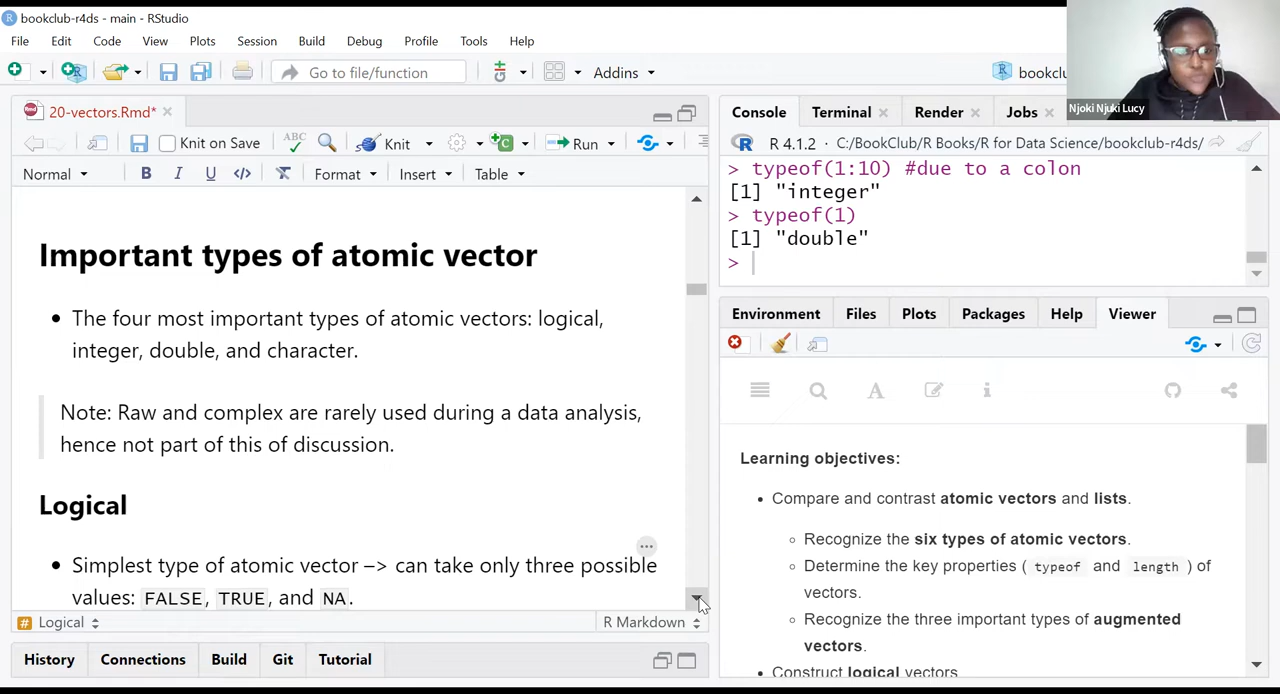 bookclub-r4ds - main - RStudio
File Edit Code View Plots Session Build Debug Profile Tools Help
Go to file/function
Addins
Njoki Njuki Lucy
20-vectors.Rmd*
Knit on Save
ABC
Knit
Run
Normal
B I U </>
Format
Insert
Table
Important types of atomic vector
• The four most important types of atomic vectors: logical,
integer, double, and character.
Note: Raw and complex are rarely used during a data analysis,
hence not part of this of discussion.
Logical
• Simplest type of atomic vector –> can take only three possible
values: FALSE, TRUE, and NA.
# Logical
R Markdown
History Connections Build Git Tutorial
Console Terminal Render Jobs
R 4.1.2 · C:/BookClub/R Books/R for Data Science/bookclub-r4ds/
> typeof(1:10) #due to a colon
[1] "integer"
> typeof(1)
[1] "double"
>
Environment Files Plots Packages Help Viewer
Learning objectives:
• Compare and contrast atomic vectors and lists.
◦ Recognize the six types of atomic vectors.
◦ Determine the key properties ( typeof and length ) of
vectors.
◦ Recognize the three important types of augmented
vectors.
• Construct logical vectors